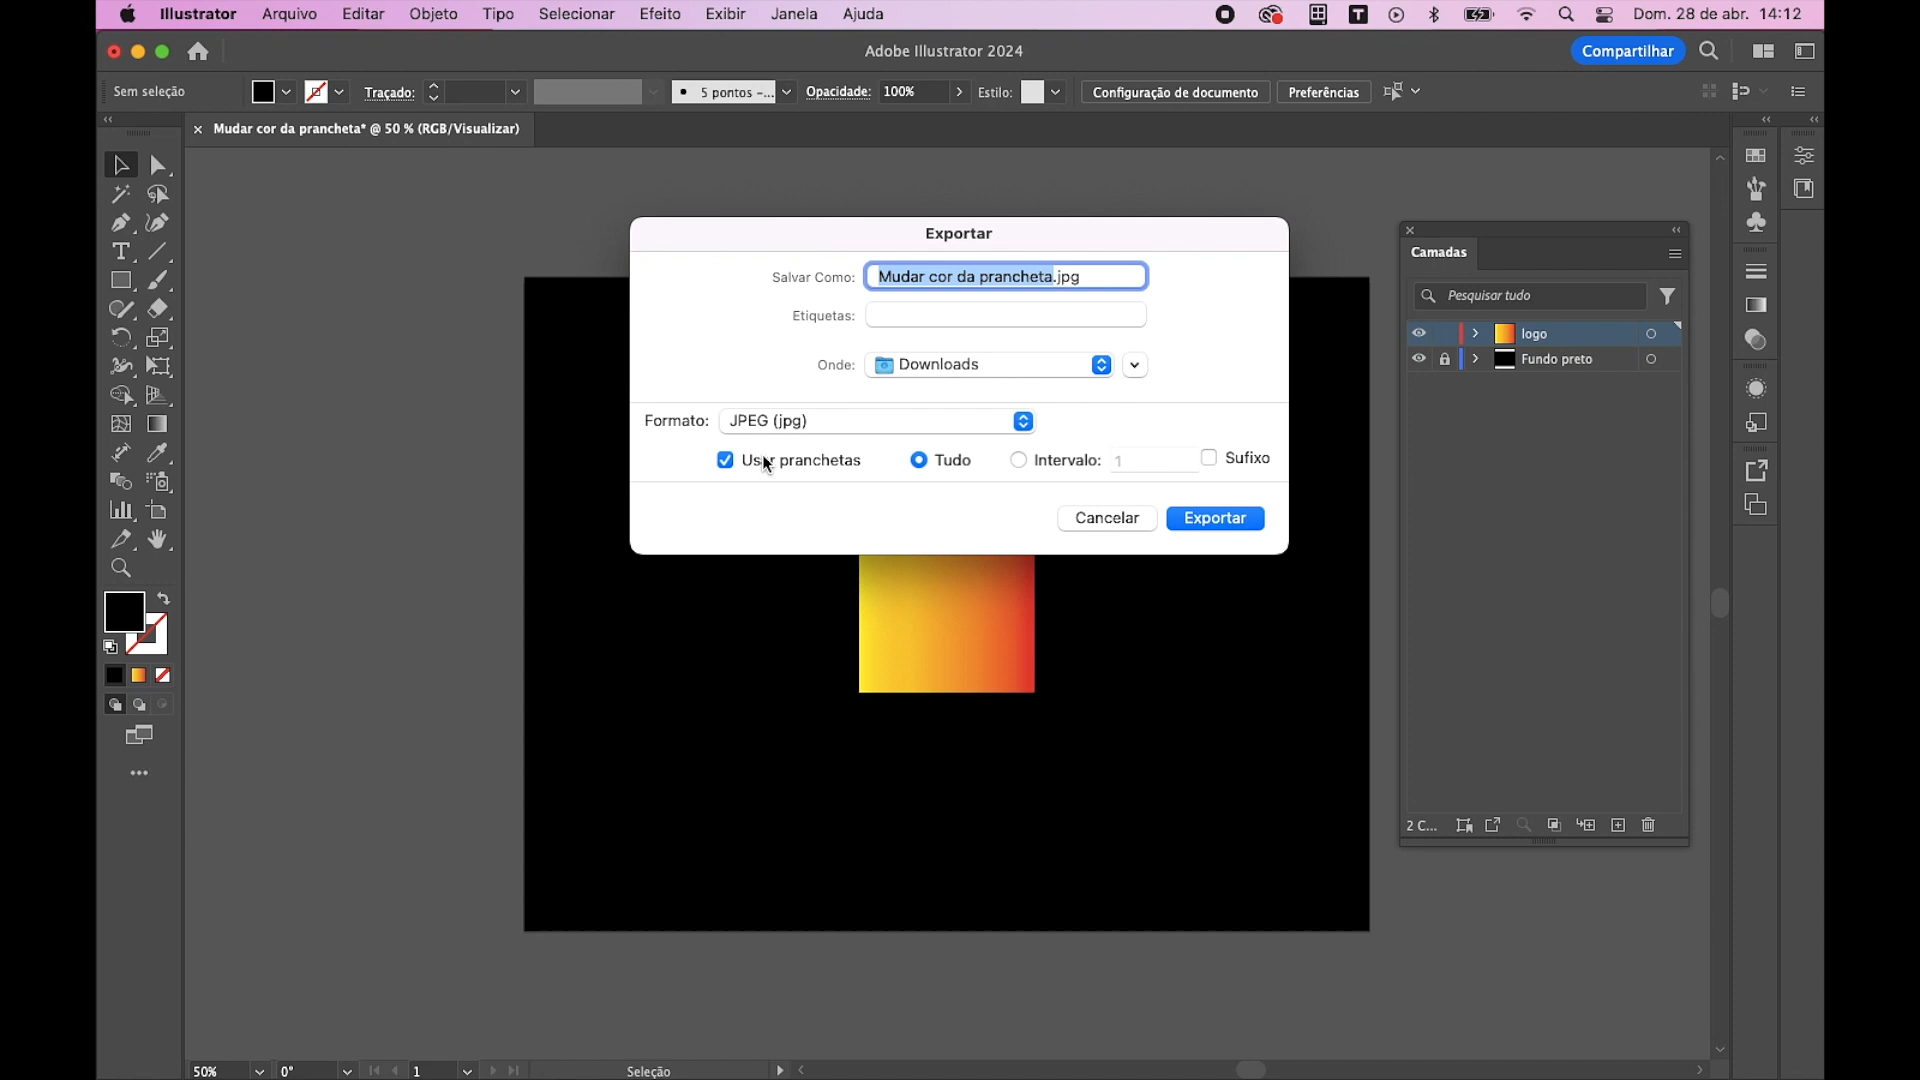 Illustrator Arquivo Editar Objeto Tipo Selecionar Efeito Exibir Janela Ajuda Dom. 28 de abr. 14:12
Adobe Illustrator 2024 Compartilhar
Sem seleção Traçado: 5 pontos -... Opacidade: 100% Estilo: Configuração de documento Preferências
Mudar cor da prancheta* @ 50 % (RGB/Visualizar)
Exportar
Salvar Como: Mudar cor da prancheta.jpg
Etiquetas:
Onde: Downloads
Formato: JPEG (jpg)
Usar pranchetas Tudo Intervalo: 1 Sufixo
Cancelar Exportar
Camadas
Pesquisar tudo
logo
Fundo preto
2 C...
50% 0° 1 Seleção